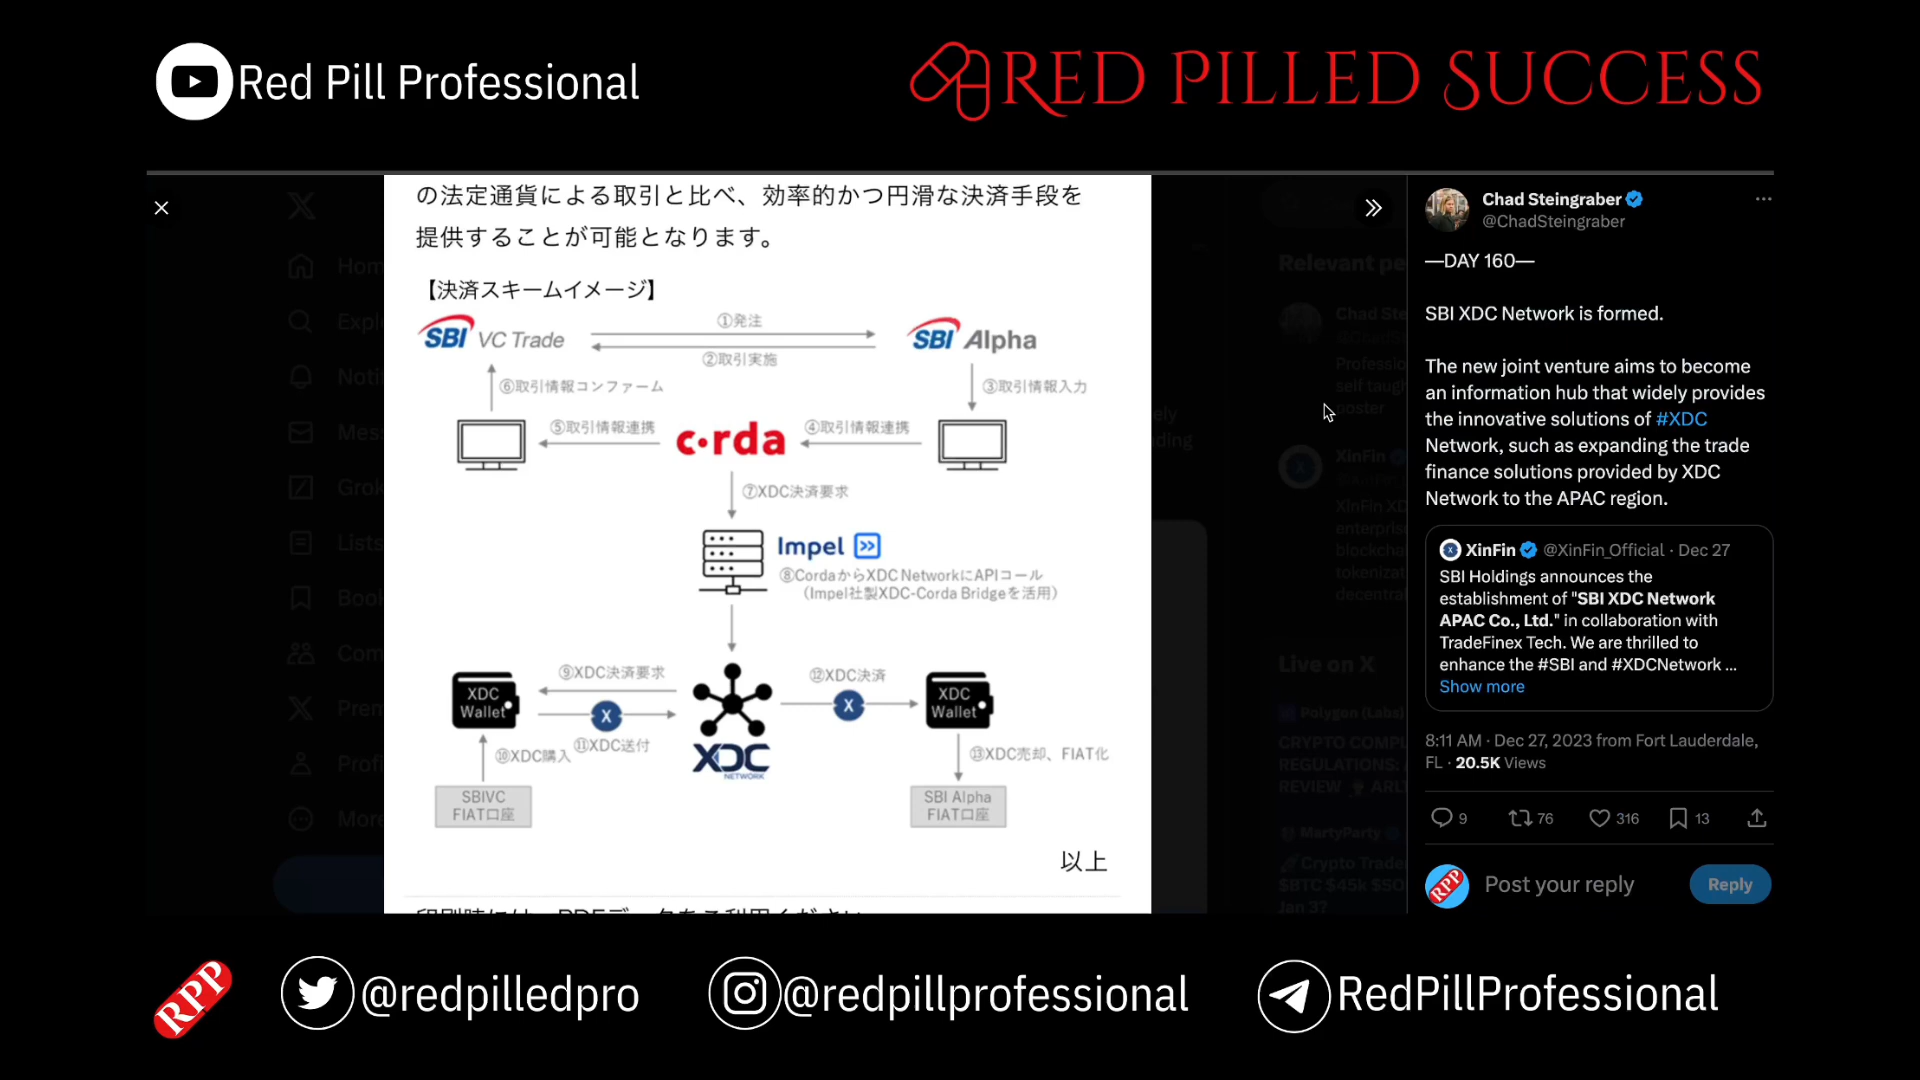 Red Pill Professional
RED PILLED SUCCESS
の法定通貨による取引と比べ、効率的かつ円滑な決済手段を
提供することが可能となります。
【決済スキームイメージ】
SBI VC Trade
①発注
②取引実施
SBI Alpha
⑥取引情報コンファーム
③取引情報入力
⑤取引情報連携
c·rda
④取引情報連携
⑦XDC決済要求
Impel
⑧CordaからXDC NetworkにAPIコール
（Impel社製XDC-Corda Bridgeを活用）
⑨XDC決済要求
⑫XDC決済
XDC
Wallet
X
X
XDC
Wallet
⑪XDC送付
⑩XDC購入
XDC
NETWORK
⑬XDC売却、FIAT化
SBIVC
FIAT口座
SBI Alpha
FIAT口座
以上
Chad Steingraber
@ChadSteingraber
—DAY 160—
SBI XDC Network is formed.
The new joint venture aims to become
an information hub that widely provides
the innovative solutions of #XDC
Network, such as expanding the trade
finance solutions provided by XDC
Network to the APAC region.
XinFin @XinFin_Official · Dec 27
SBI Holdings announces the
establishment of "SBI XDC Network
APAC Co., Ltd." in collaboration with
TradeFinex Tech. We are thrilled to
enhance the #SBI and #XDCNetwork ...
Show more
8:11 AM · Dec 27, 2023 from Fort Lauderdale,
FL · 20.5K Views
9 76 316 13
RPP
Post your reply
Reply
Relevant pe
Live on X
Polygon (Labs)
MartyParty
Crypto Trade
Jan 3?
RPP
@redpilledpro
@redpillprofessional
RedPillProfessional